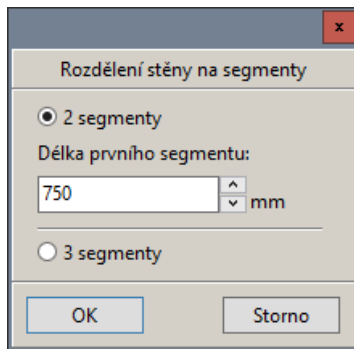 x
Rozdělení stěny na segmenty
2 segmenty
Délka prvního segmentu:
750 mm
3 segmenty
OK Storno